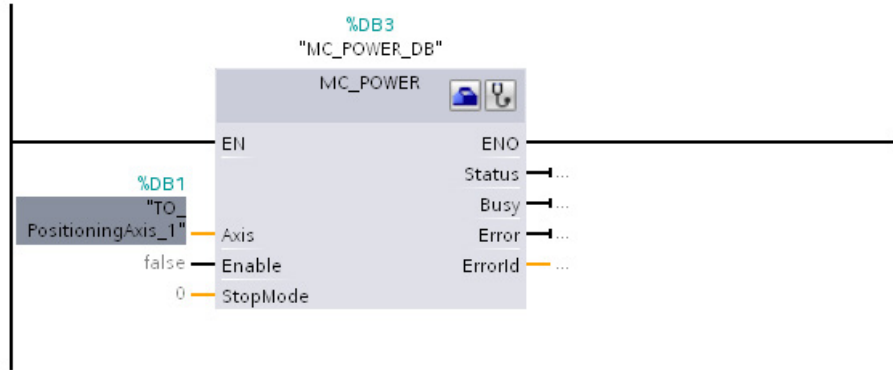 %DB3
"MC_POWER_DB"
MC_POWER
EN
ENO
Status
...
%DB1
Busy
...
"TO_
PositioningAxis_1"
Axis
Error
...
false
Enable
ErrorId
...
0
StopMode